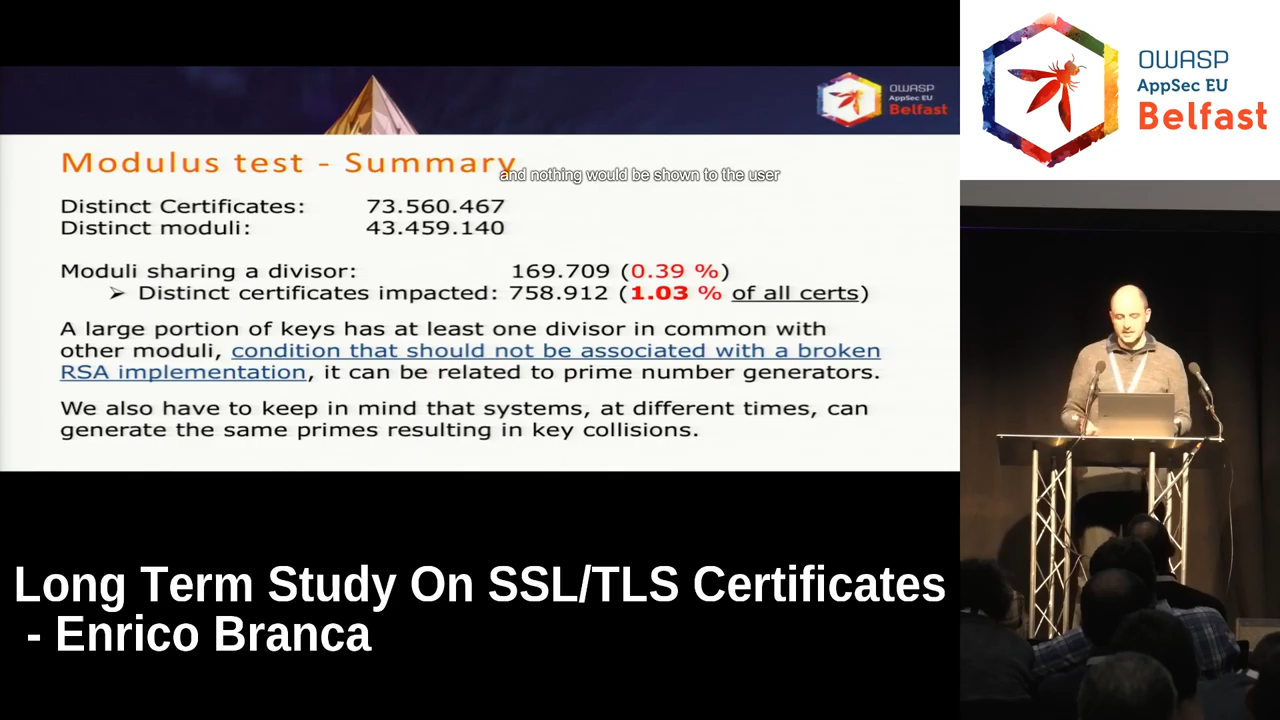 OWASP
AppSec EU
Belfast
Modulus test - Summary
and nothing would be shown to the user
Distinct Certificates: 73.560.467
Distinct moduli: 43.459.140
Moduli sharing a divisor: 169.709 (0.39 %)
➢ Distinct certificates impacted: 758.912 (1.03 % of all certs)
A large portion of keys has at least one divisor in common with
other moduli, condition that should not be associated with a broken
RSA implementation, it can be related to prime number generators.
We also have to keep in mind that systems, at different times, can
generate the same primes resulting in key collisions.
Long Term Study On SSL/TLS Certificates
- Enrico Branca
OWASP
AppSec EU
Belfast